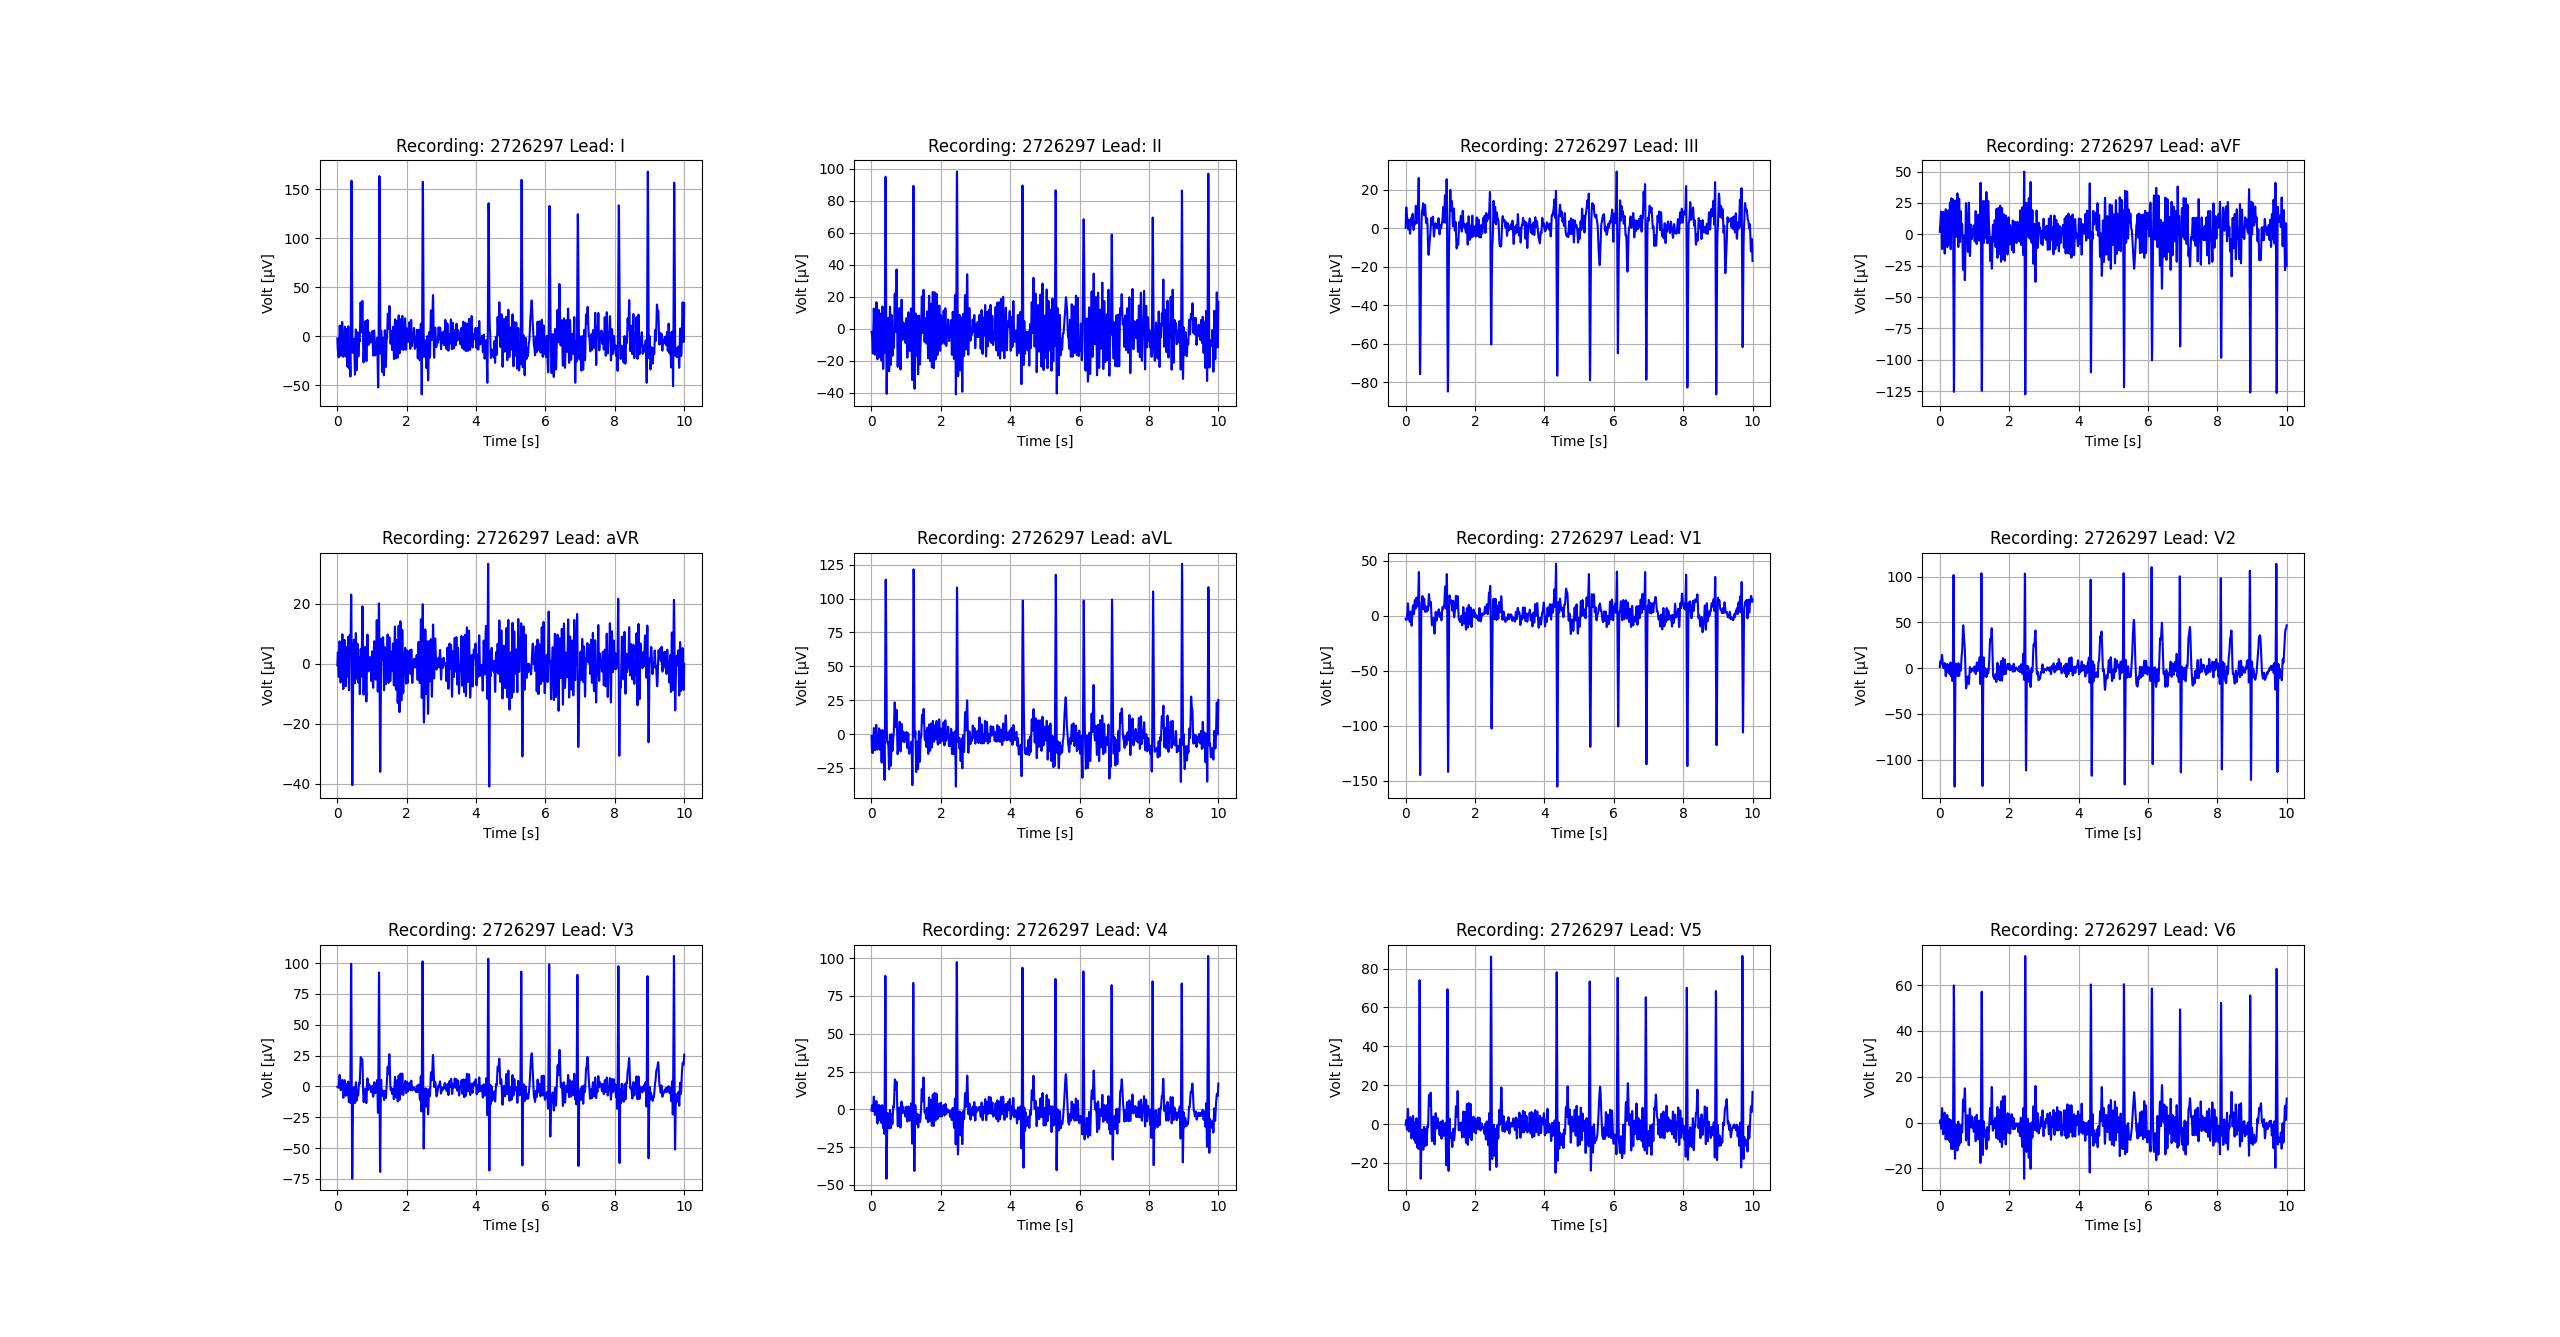 Recording: 2726297 Lead: I
Volt [µV]
150
100
50
0
−50
0 2 4 6 8 10
Time [s]
Recording: 2726297 Lead: II
Volt [µV]
100
80
60
40
20
0
−20
−40
0 2 4 6 8 10
Time [s]
Recording: 2726297 Lead: III
Volt [µV]
20
0
−20
−40
−60
−80
0 2 4 6 8 10
Time [s]
Recording: 2726297 Lead: aVF
Volt [µV]
50
25
0
−25
−50
−75
−100
−125
0 2 4 6 8 10
Time [s]
Recording: 2726297 Lead: aVR
Volt [µV]
20
0
−20
−40
0 2 4 6 8 10
Time [s]
Recording: 2726297 Lead: aVL
Volt [µV]
125
100
75
50
25
0
−25
0 2 4 6 8 10
Time [s]
Recording: 2726297 Lead: V1
Volt [µV]
50
0
−50
−100
−150
0 2 4 6 8 10
Time [s]
Recording: 2726297 Lead: V2
Volt [µV]
100
50
0
−50
−100
0 2 4 6 8 10
Time [s]
Recording: 2726297 Lead: V3
Volt [µV]
100
75
50
25
0
−25
−50
−75
0 2 4 6 8 10
Time [s]
Recording: 2726297 Lead: V4
Volt [µV]
100
75
50
25
0
−25
−50
0 2 4 6 8 10
Time [s]
Recording: 2726297 Lead: V5
Volt [µV]
80
60
40
20
0
−20
0 2 4 6 8 10
Time [s]
Recording: 2726297 Lead: V6
Volt [µV]
60
40
20
0
−20
0 2 4 6 8 10
Time [s]